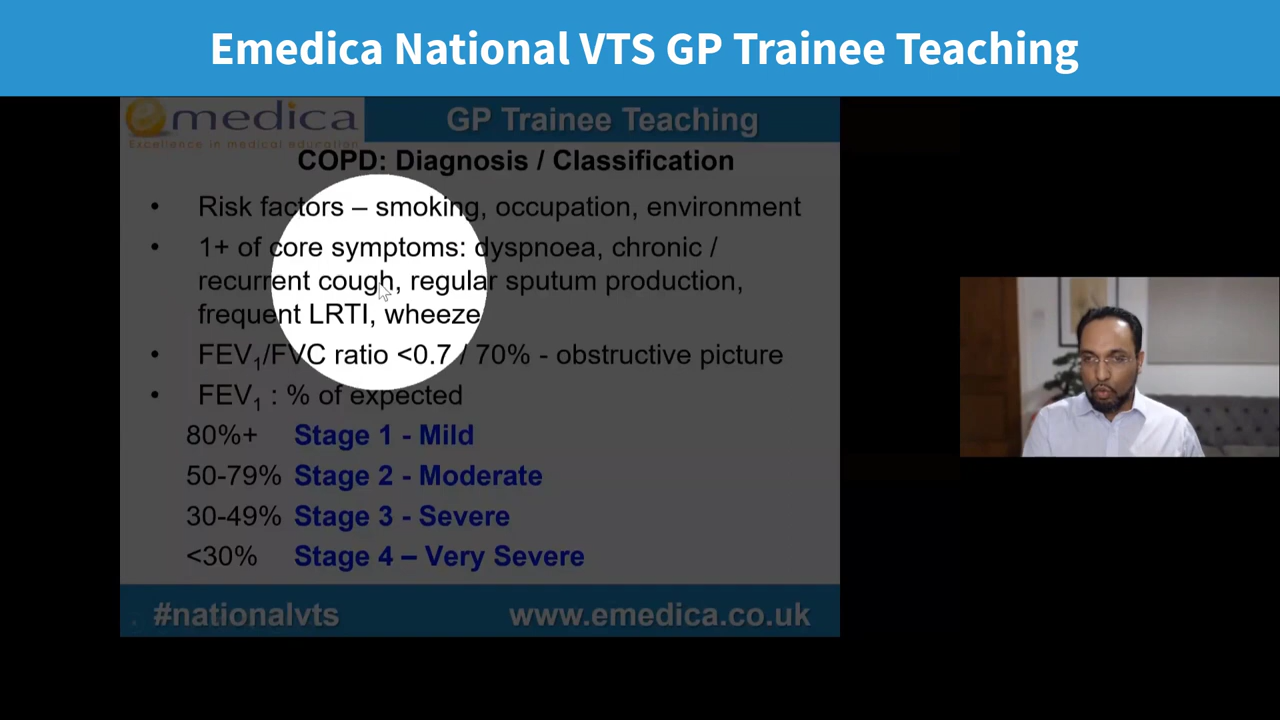 Emedica National VTS GP Trainee Teaching
emedica
Excellence in medical education
GP Trainee Teaching
COPD: Diagnosis / Classification
• Risk factors – smoking, occupation, environment
• 1+ of core symptoms: dyspnoea, chronic /
recurrent cough, regular sputum production,
frequent LRTI, wheeze
• FEV₁/FVC ratio <0.7 / 70% - obstructive picture
• FEV₁ : % of expected
80%+ Stage 1 - Mild
50-79% Stage 2 - Moderate
30-49% Stage 3 - Severe
<30% Stage 4 – Very Severe
#nationalvts www.emedica.co.uk